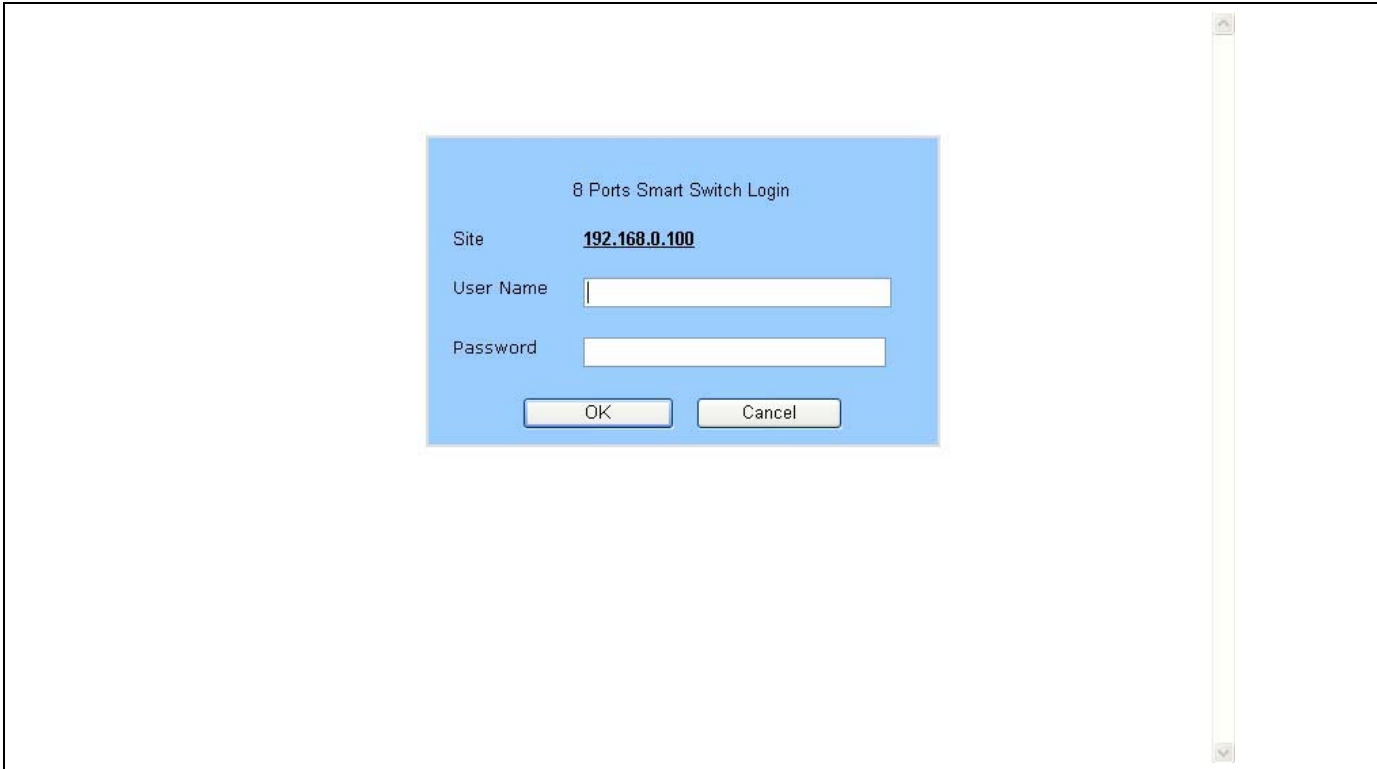 8 Ports Smart Switch Login
Site 192.168.0.100
User Name
Password
OK Cancel